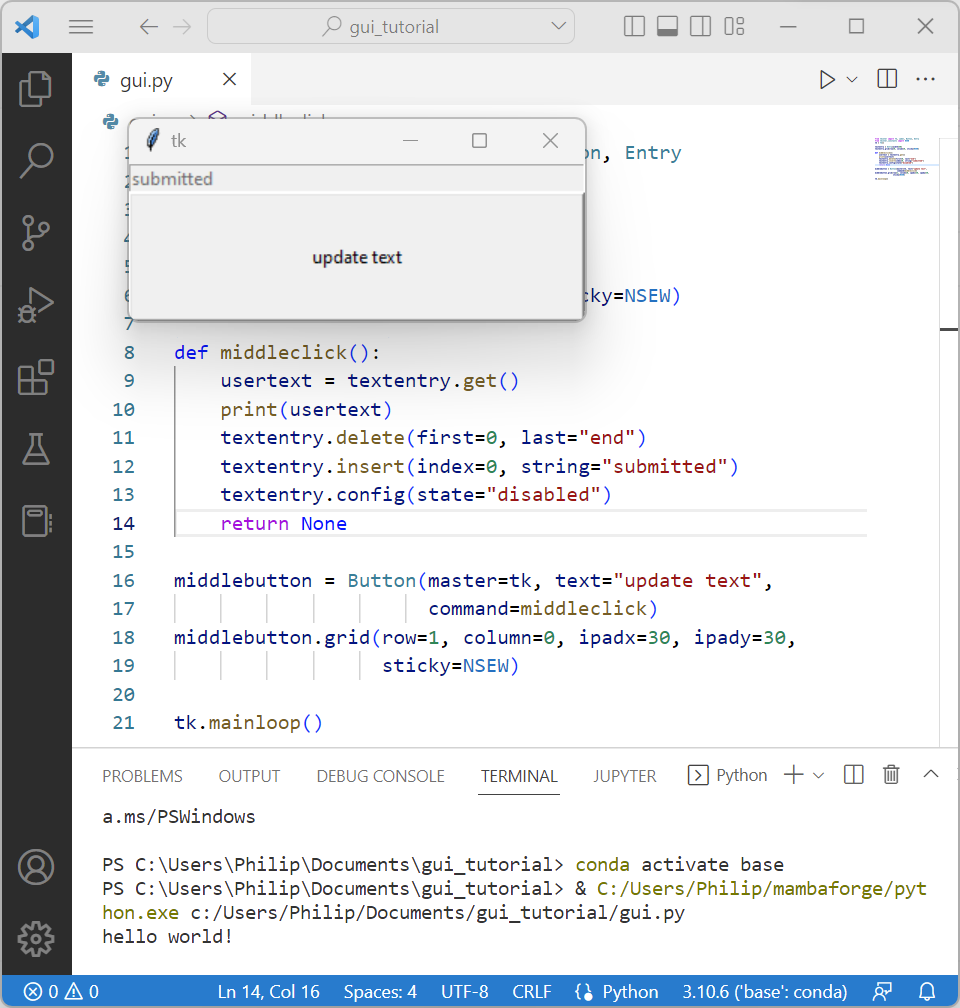 gui_tutorial
gui.py
tk
on, Entry
submitted
update text
cky=NSEW)
7
8 def middleclick():
9 usertext = textentry.get()
10 print(usertext)
11 textentry.delete(first=0, last="end")
12 textentry.insert(index=0, string="submitted")
13 textentry.config(state="disabled")
14 return None
15
16 middlebutton = Button(master=tk, text="update text",
17 command=middleclick)
18 middlebutton.grid(row=1, column=0, ipadx=30, ipady=30,
19 sticky=NSEW)
20
21 tk.mainloop()
PROBLEMS OUTPUT DEBUG CONSOLE TERMINAL JUPYTER Python
a.ms/PSWindows
PS C:\Users\Philip\Documents\gui_tutorial> conda activate base
PS C:\Users\Philip\Documents\gui_tutorial> & C:/Users/Philip/mambaforge/pyt
hon.exe c:/Users/Philip/Documents/gui_tutorial/gui.py
hello world!
0 0 Ln 14, Col 16 Spaces: 4 UTF-8 CRLF Python 3.10.6 ('base': conda)